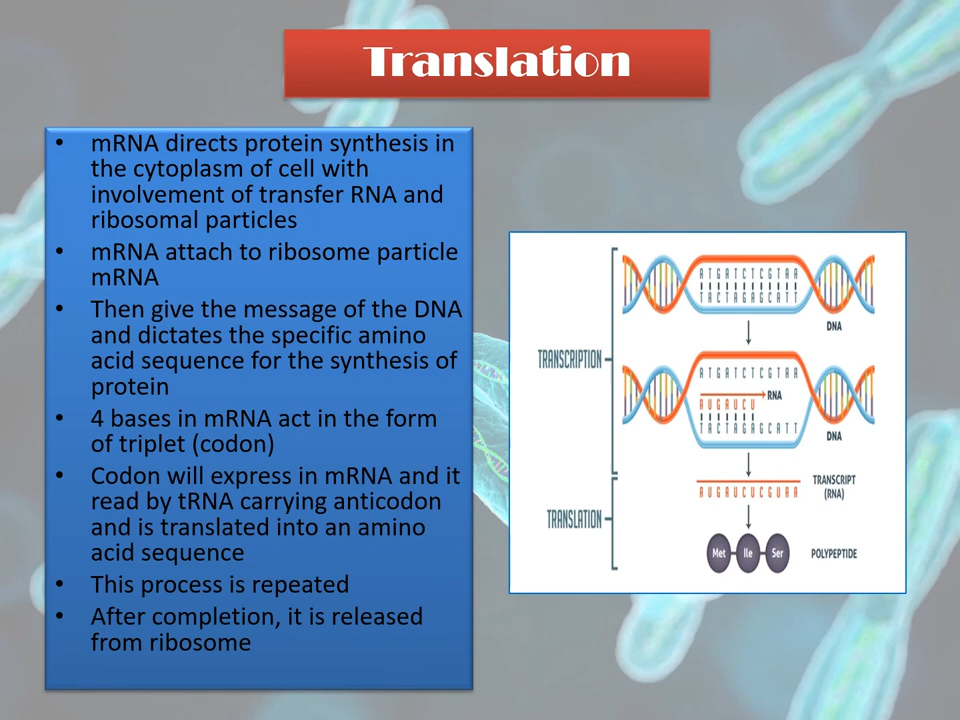 Translation
• mRNA directs protein synthesis in
the cytoplasm of cell with
involvement of transfer RNA and
ribosomal particles
• mRNA attach to ribosome particle
mRNA
• Then give the message of the DNA
and dictates the specific amino
acid sequence for the synthesis of
protein
• 4 bases in mRNA act in the form
of triplet (codon)
• Codon will express in mRNA and it
read by tRNA carrying anticodon
and is translated into an amino
acid sequence
• This process is repeated
• After completion, it is released
from ribosome
TRANSCRIPTION
ATGATCTCGTAA
TACTAGAGCATT
DNA
ATGATCTCGTAA
AUGAUCU
RNA
TACTAGAGCATT
DNA
TRANSLATION
AUGAUCUCGUAA
TRANSCRIPT
(RNA)
Met Ile Ser
POLYPEPTIDE